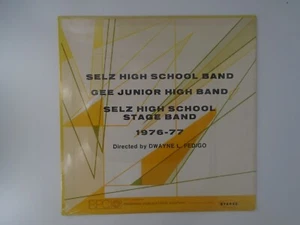 SELZ HIGH SCHOOL BAND
GEE JUNIOR HIGH BAND
SELZ HIGH SCHOOL
STAGE BAND
1976-77
Directed by DWAYNE L. PEDIGO